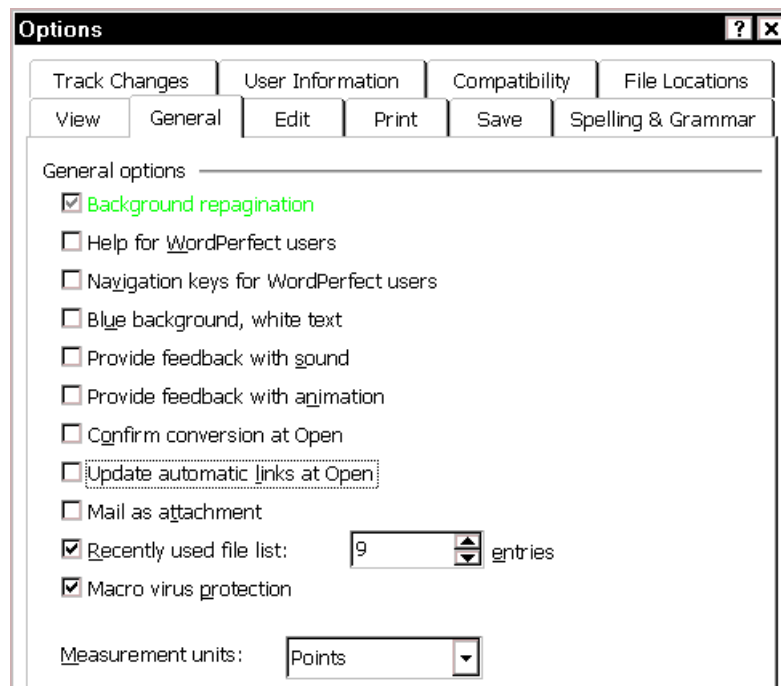 Options ? X
Track Changes User Information Compatibility File Locations
View General Edit Print Save Spelling & Grammar
General options
Background repagination
Help for WordPerfect users
Navigation keys for WordPerfect users
Blue background, white text
Provide feedback with sound
Provide feedback with animation
Confirm conversion at Open
Update automatic links at Open
Mail as attachment
Recently used file list: 9 entries
Macro virus protection
Measurement units: Points